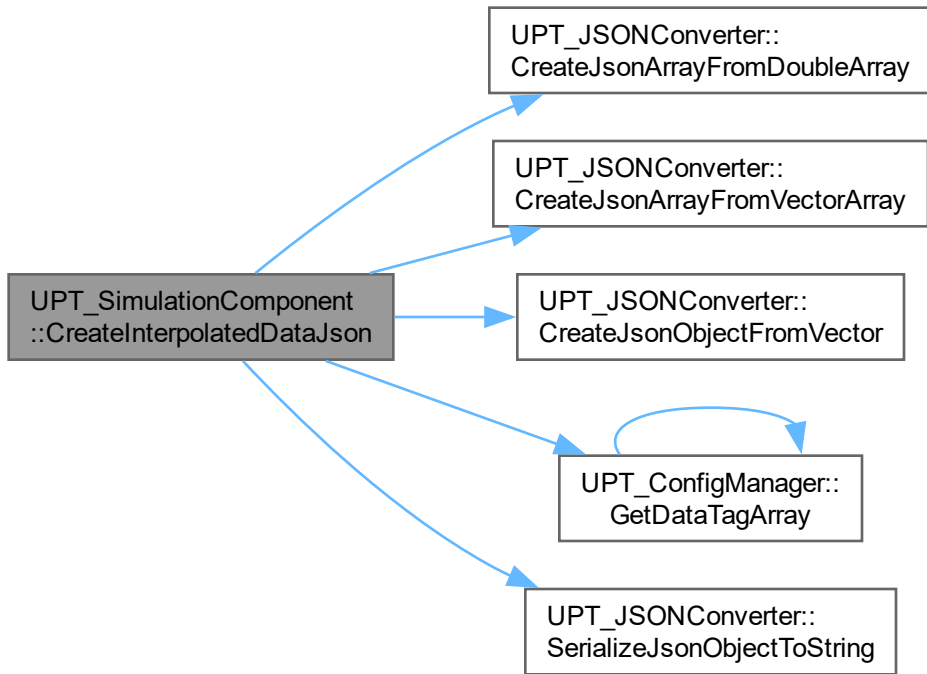 UPT_JSONConverter::
CreateJsonArrayFromDoubleArray
UPT_JSONConverter::
CreateJsonArrayFromVectorArray
UPT_SimulationComponent
::CreateInterpolatedDataJson
UPT_JSONConverter::
CreateJsonObjectFromVector
UPT_ConfigManager::
GetDataTagArray
UPT_JSONConverter::
SerializeJsonObjectToString